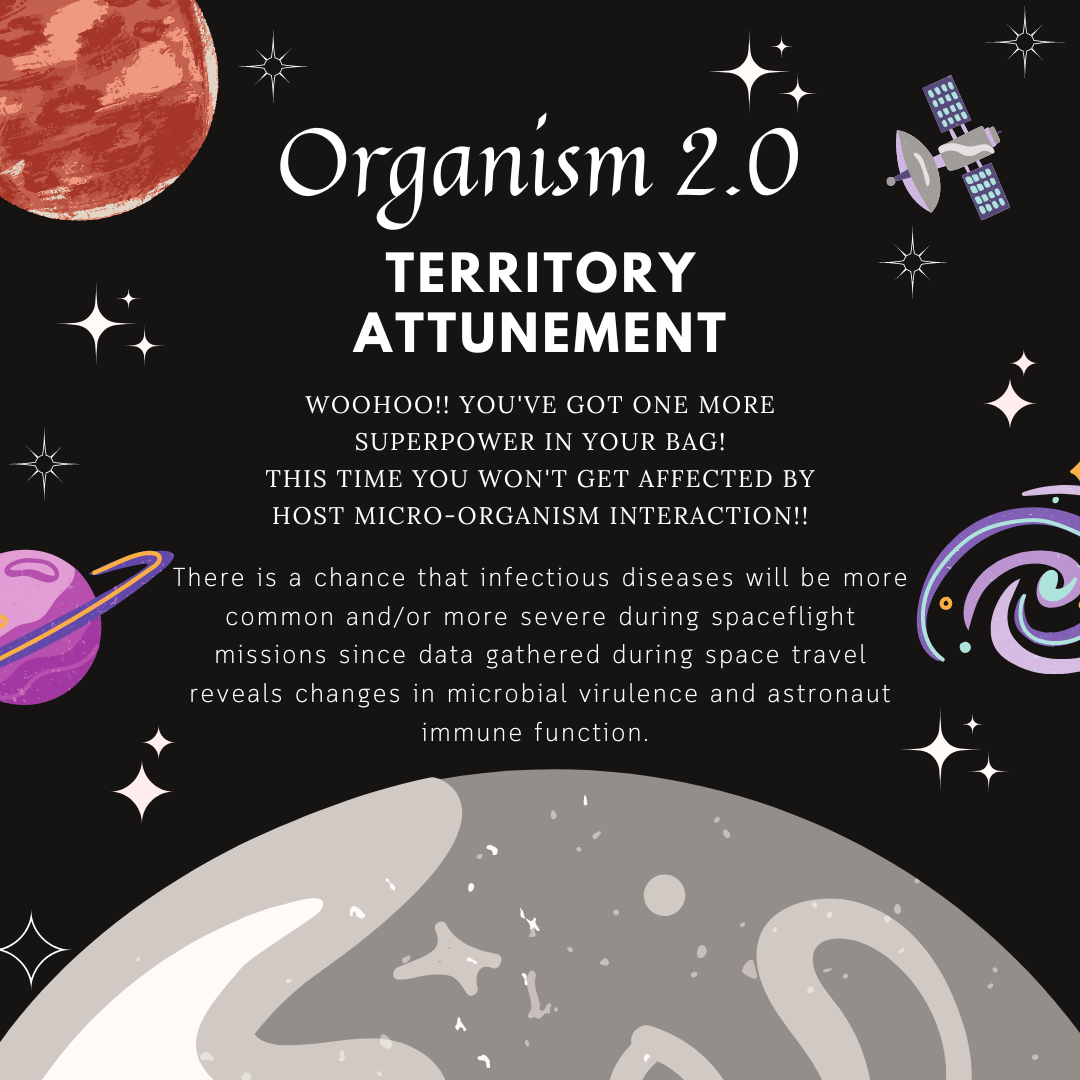 Organism 2.0
TERRITORY
ATTUNEMENT
WOOHOO!! YOU'VE GOT ONE MORE
SUPERPOWER IN YOUR BAG!
THIS TIME YOU WON'T GET AFFECTED BY
HOST MICRO-ORGANISM INTERACTION!!
There is a chance that infectious diseases will be more
common and/or more severe during spaceflight
missions since data gathered during space travel
reveals changes in microbial virulence and astronaut
immune function.